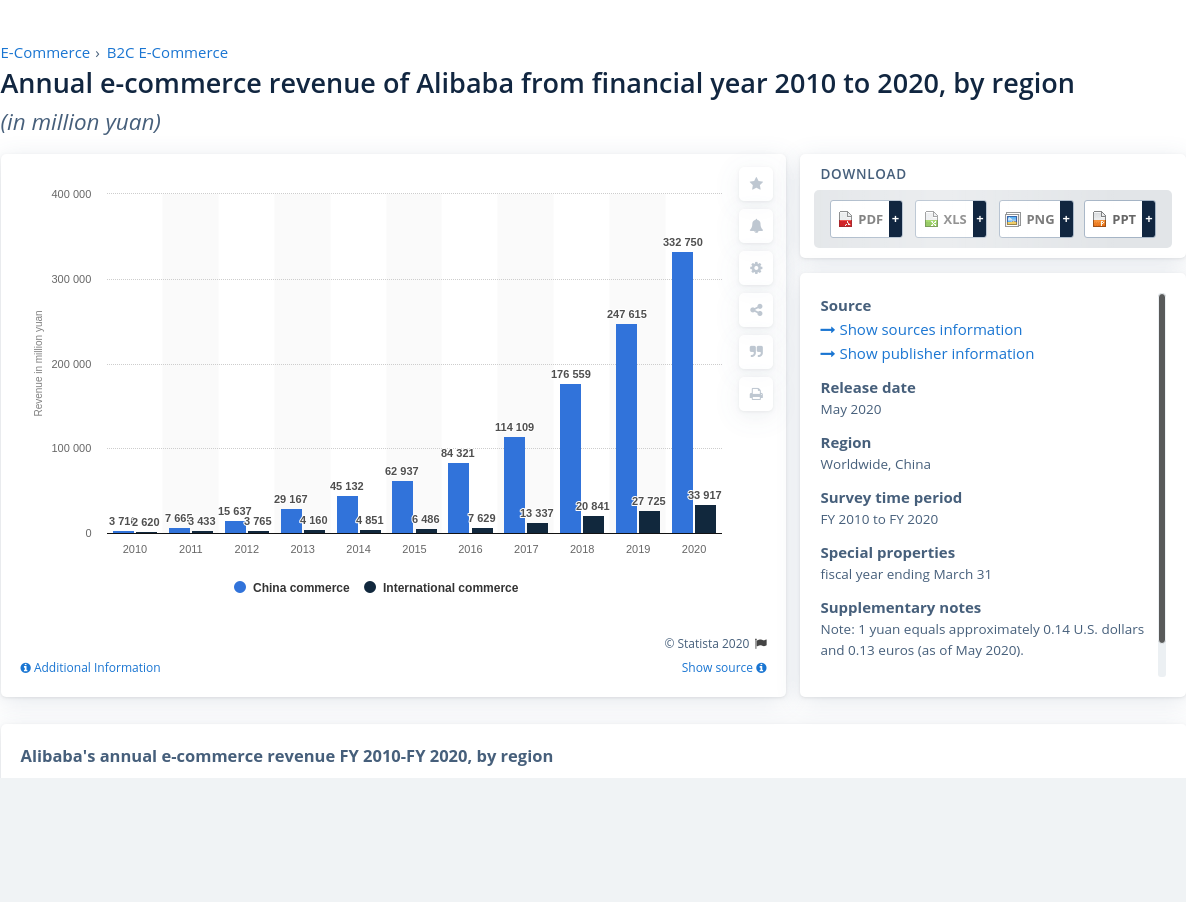 E-Commerce › B2C E-Commerce
Annual e-commerce revenue of Alibaba from financial year 2010 to 2020, by region
(in million yuan)
400 000
300 000
200 000
100 000
0
Revenue in million yuan
2 620
7 665
3 433
15 637
3 765
29 167
4 160
45 132
4 851
62 937
6 486
84 321
7 629
114 109
13 337
176 559
20 841
247 615
27 725
332 750
33 917
2010 2011 2012 2013 2014 2015 2016 2017 2018 2019 2020
China commerce International commerce
© Statista 2020
Additional Information
Show source
DOWNLOAD
PDF + XLS + PNG + PPT +
Source
Show sources information
Show publisher information
Release date
May 2020
Region
Worldwide, China
Survey time period
FY 2010 to FY 2020
Special properties
fiscal year ending March 31
Supplementary notes
Note: 1 yuan equals approximately 0.14 U.S. dollars
and 0.13 euros (as of May 2020).
Alibaba's annual e-commerce revenue FY 2010-FY 2020, by region